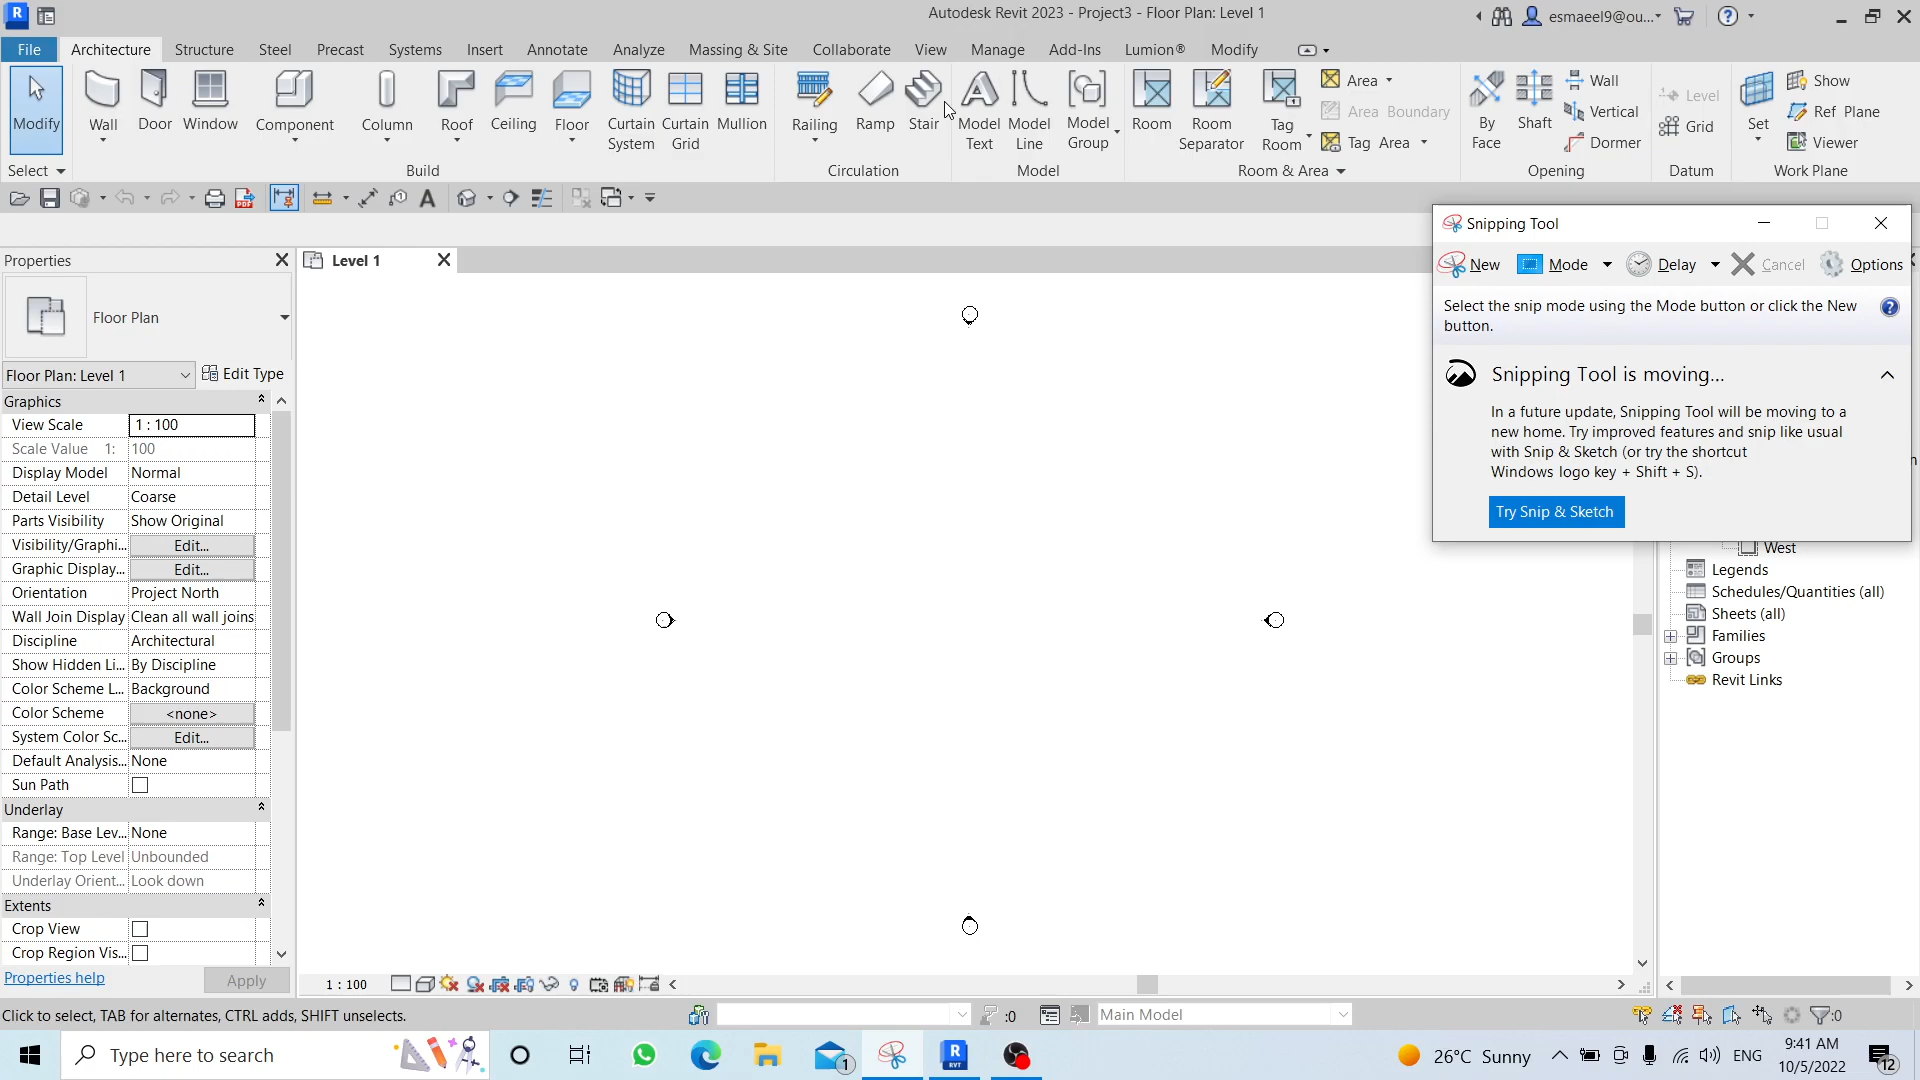 Autodesk Revit 2023 - Project3 - Floor Plan: Level 1
esmaeel9@ou...
File Architecture Structure Steel Precast Systems Insert Annotate Analyze Massing & Site Collaborate View Manage Add-Ins Lumion® Modify
Modify
Wall
Door
Window
Component
Column
Roof
Ceiling
Floor
Curtain System
Curtain Grid
Mullion
Railing
Ramp
Stair
Model Text
Model Line
Model Group
Room
Room Separator
Tag Room
Area
Area Boundary
Tag Area
By Face
Shaft
Wall
Vertical
Dormer
Level
Grid
Set
Show
Ref Plane
Viewer
Select
Build
Circulation
Model
Room & Area
Opening
Datum
Work Plane
Properties
Floor Plan
Floor Plan: Level 1
Edit Type
Graphics
View Scale 1 : 100
Scale Value 1: 100
Display Model Normal
Detail Level Coarse
Parts Visibility Show Original
Visibility/Graphi... Edit...
Graphic Display... Edit...
Orientation Project North
Wall Join Display Clean all wall joins
Discipline Architectural
Show Hidden Li... By Discipline
Color Scheme L... Background
Color Scheme <none>
System Color Sc... Edit...
Default Analysis... None
Sun Path
Underlay
Range: Base Lev... None
Range: Top Level Unbounded
Underlay Orient... Look down
Extents
Crop View
Crop Region Vis...
Properties help
Apply
Level 1
Snipping Tool
New Mode Delay Cancel Options
Select the snip mode using the Mode button or click the New
button.
Snipping Tool is moving...
In a future update, Snipping Tool will be moving to a
new home. Try improved features and snip like usual
with Snip & Sketch (or try the shortcut
Windows logo key + Shift + S).
Try Snip & Sketch
West
Legends
Schedules/Quantities (all)
Sheets (all)
Families
Groups
Revit Links
1 : 100
Click to select, TAB for alternates, CTRL adds, SHIFT unselects.
:0
Main Model
:0
Type here to search
1
26°C Sunny
ENG
9:41 AM
10/5/2022
12